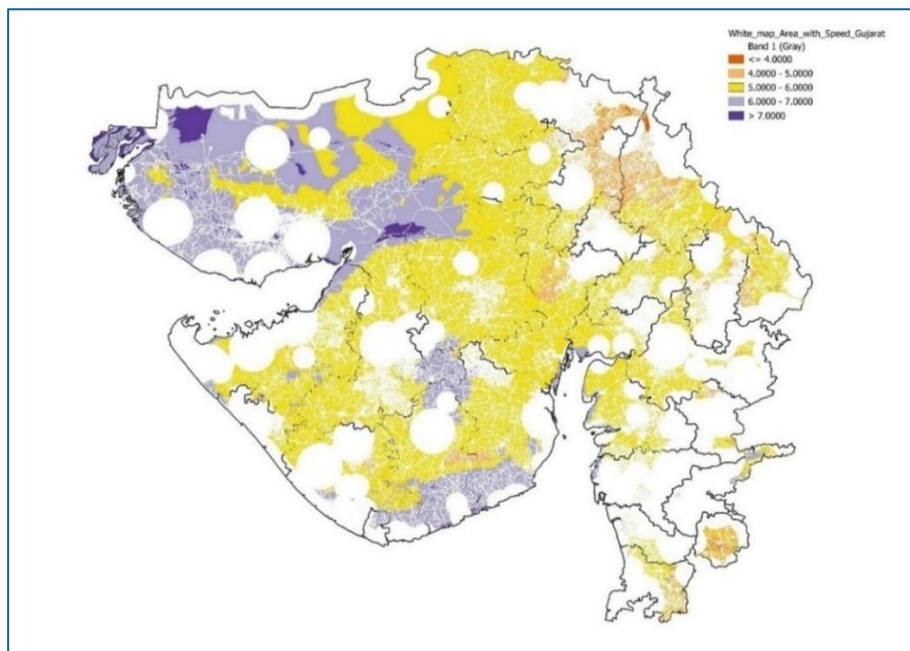 White_map_Area_with_Speed_Gujarat
Band 1 (Gray)
<= 4.0000
4.0000 - 5.0000
5.0000 - 6.0000
6.0000 - 7.0000
> 7.0000